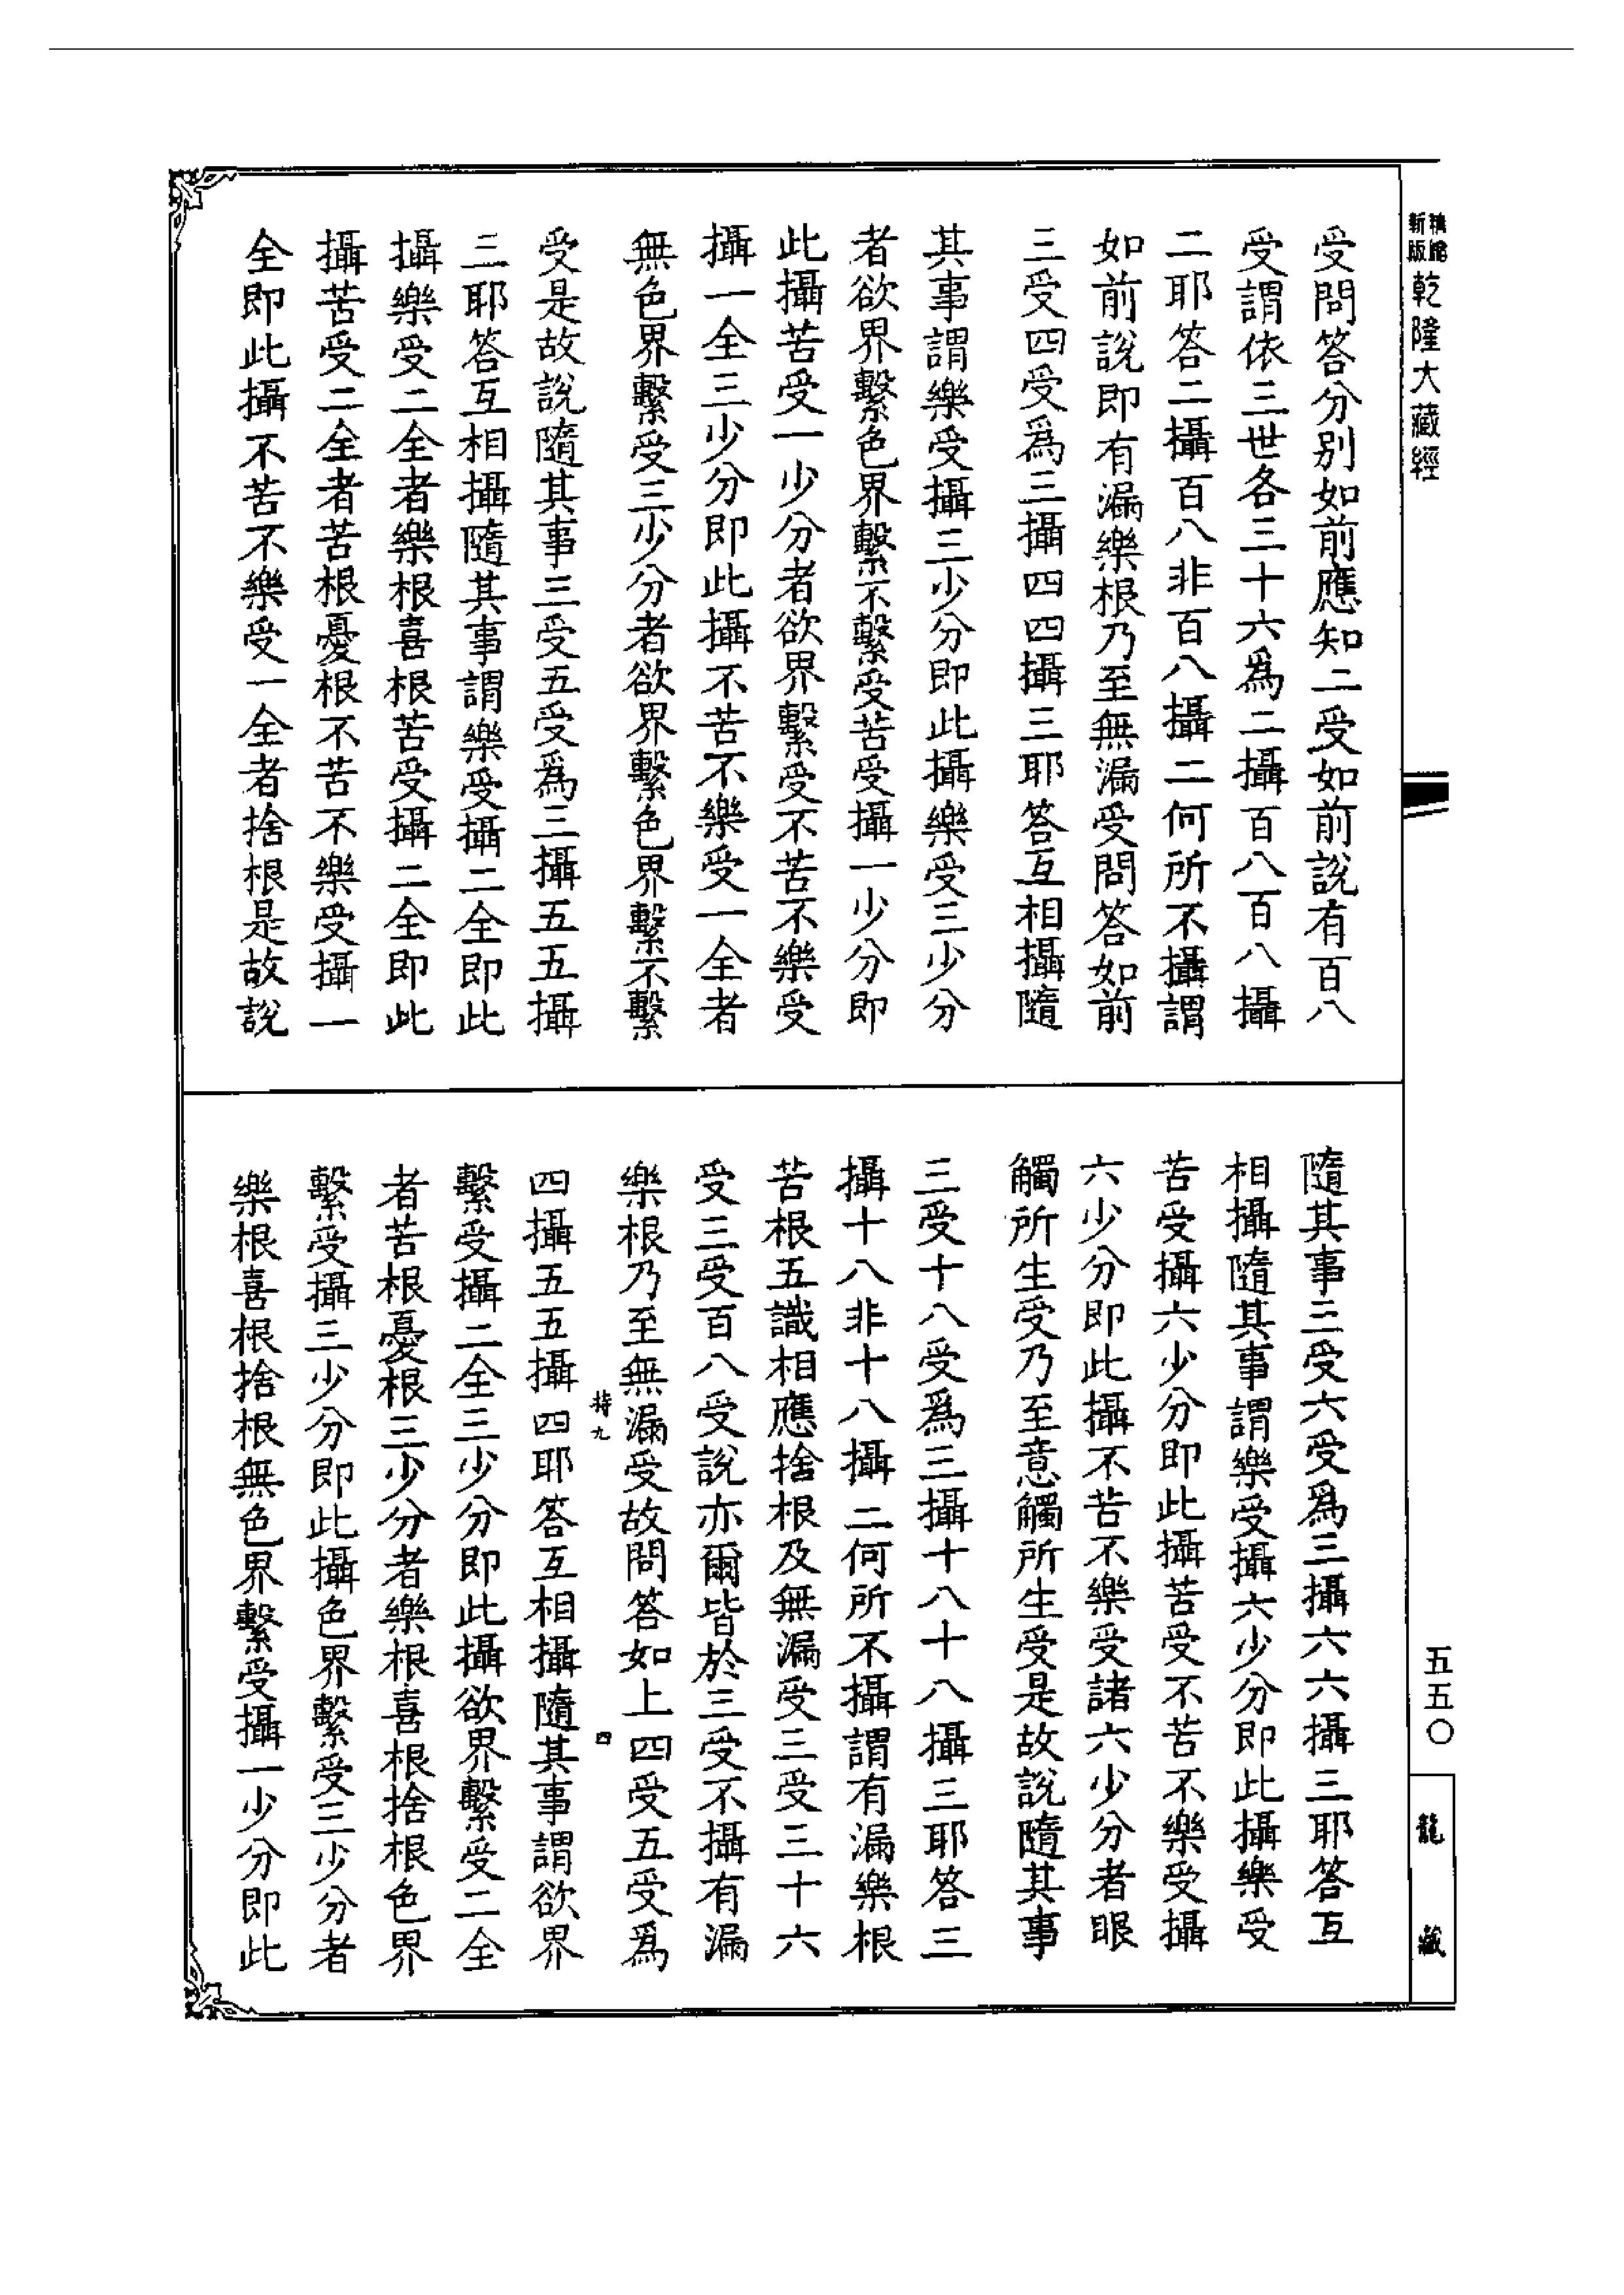 新版 精縮 乾隆大藏經
受問答分別如前應知二受如前說有百八
受謂依三世各三十六爲二攝百八百八攝
二耶答二攝百八非百八攝二何所不攝謂
如前說即有漏樂根乃至無漏受問答如前
三受四受爲三攝四四攝三耶答互相攝隨
其事謂樂受攝三少分即此攝樂受三少分
者欲界繫色界繫不繫受苦受攝一少分即
此攝苦受一少分者欲界繫受不苦不樂受
攝一全三少分即此攝不苦不樂受一全者
無色界繫受三少分者欲界繫色界繫不繫
受是故說隨其事三受五受爲三攝五五攝
三耶答互相攝隨其事謂樂受攝二全即此
攝樂受二全者樂根喜根苦受攝二全即此
攝苦受二全者苦根憂根不苦不樂受攝一
全即此攝不苦不樂受一全者捨根是故說
隨其事三受六受爲三攝六六攝三耶答互
相攝隨其事謂樂受攝六少分即此攝樂受
苦受攝六少分即此攝苦受不苦不樂受攝
六少分即此攝不苦不樂受諸六少分者眼
觸所生受乃至意觸所生受是故說隨其事
三受十八受爲三攝十八十八攝三耶答三
攝十八非十八攝二何所不攝謂有漏樂根
苦根五識相應捨根及無漏受三受三十六
受三受百八受說亦爾皆於三受不攝有漏
樂根乃至無漏受故問答如上四受五受爲
持九 四
四攝五五攝四耶答互相攝隨其事謂欲界
繫受攝二全三少分即此攝欲界繫受二全
者苦根憂根三少分者樂根喜根捨根色界
繫受攝三少分即此攝色界繫受三少分者
樂根喜根捨根無色界繫受攝一少分即此
五五〇
龍藏